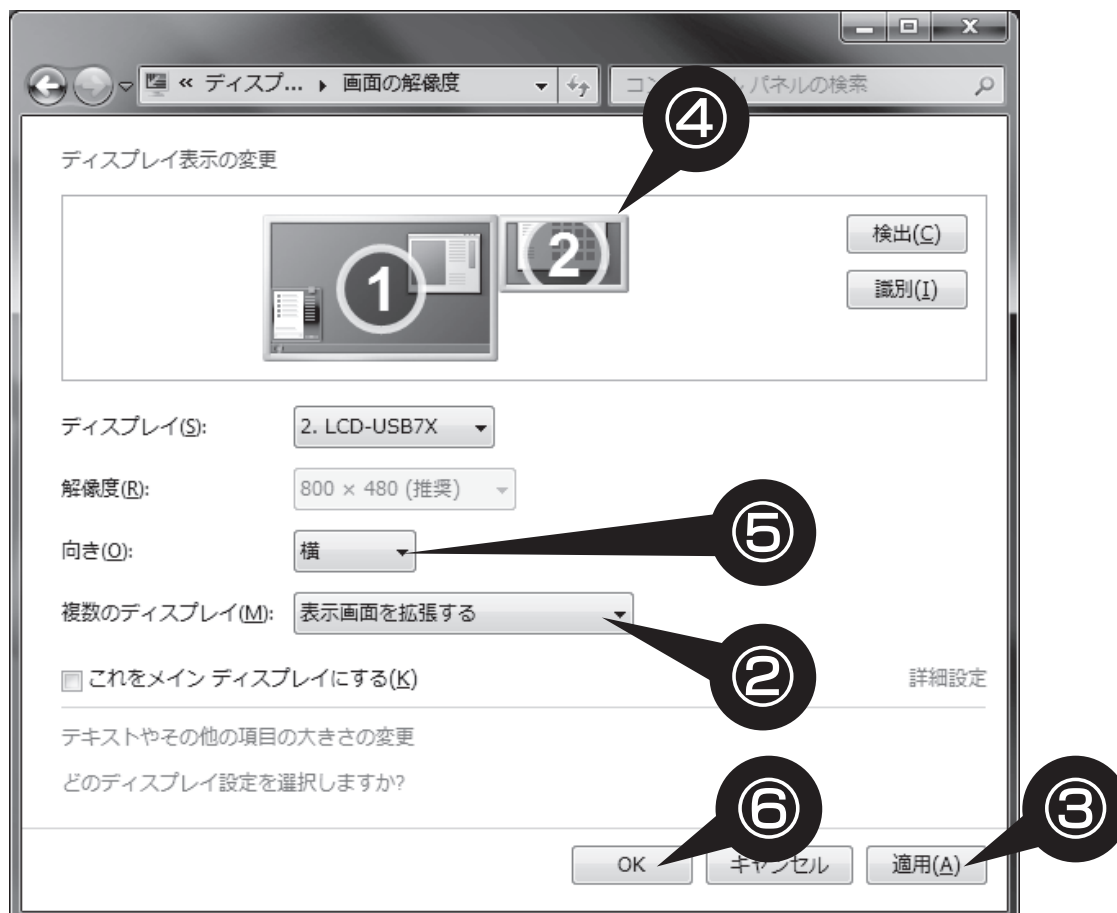 « ディスプ... ▸ 画面の解像度
コン パネルの検索
④
ディスプレイ表示の変更
1
2
検出(C)
識別(I)
ディスプレイ(S): 2. LCD-USB7X
解像度(R): 800 × 480 (推奨)
向き(O): 横
⑤
複数のディスプレイ(M): 表示画面を拡張する
②
これをメイン ディスプレイにする(K)
詳細設定
テキストやその他の項目の大きさの変更
どのディスプレイ設定を選択しますか?
⑥
③
OK キャンセル 適用(A)